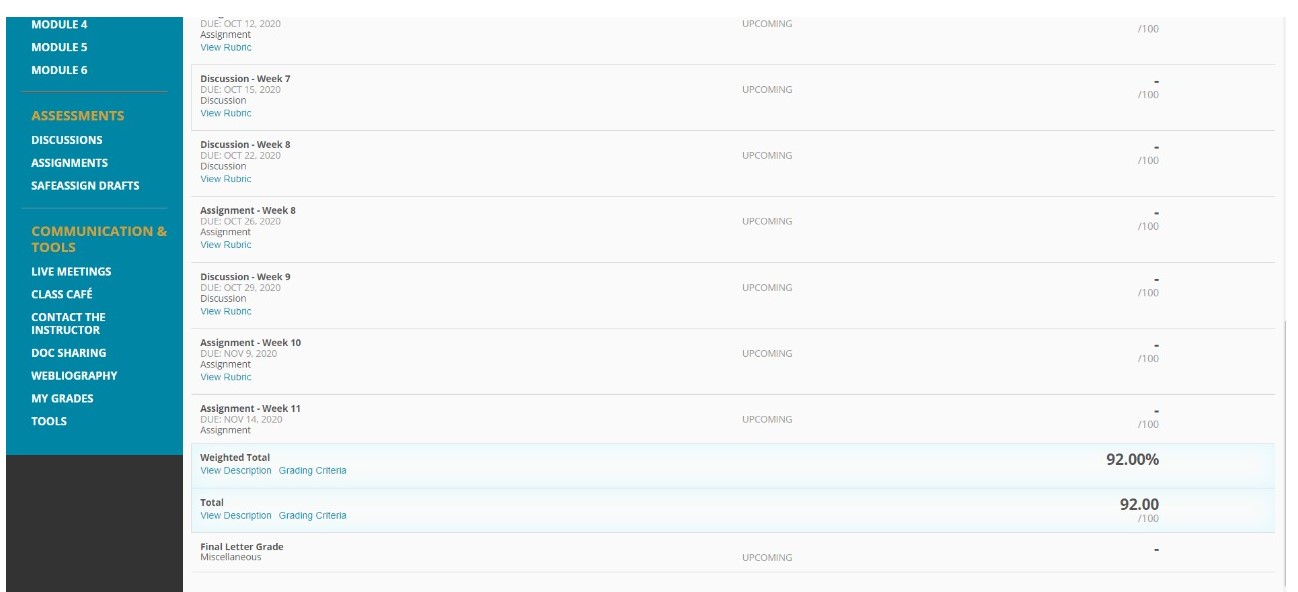 MODULE 4
MODULE 5
MODULE 6
ASSESSMENTS
DISCUSSIONS
ASSIGNMENTS
SAFEASSIGN DRAFTS
COMMUNICATION &
TOOLS
LIVE MEETINGS
CLASS CAFÉ
CONTACT THE
INSTRUCTOR
DOC SHARING
WEBLIOGRAPHY
MY GRADES
TOOLS
DUE: OCT 12, 2020 UPCOMING /100
Assignment
View Rubric
Discussion - Week 7 -
DUE: OCT 15, 2020 UPCOMING /100
Discussion
View Rubric
Discussion - Week 8 -
DUE: OCT 22, 2020 UPCOMING /100
Discussion
View Rubric
Assignment - Week 8 -
DUE: OCT 26, 2020 UPCOMING /100
Assignment
View Rubric
Discussion - Week 9 -
DUE: OCT 29, 2020 UPCOMING /100
Discussion
View Rubric
Assignment - Week 10 -
DUE: NOV 9, 2020 UPCOMING /100
Assignment
View Rubric
Assignment - Week 11 -
DUE: NOV 14, 2020 UPCOMING /100
Assignment
Weighted Total 92.00%
View Description Grading Criteria
Total 92.00
View Description Grading Criteria /100
Final Letter Grade -
Miscellaneous UPCOMING